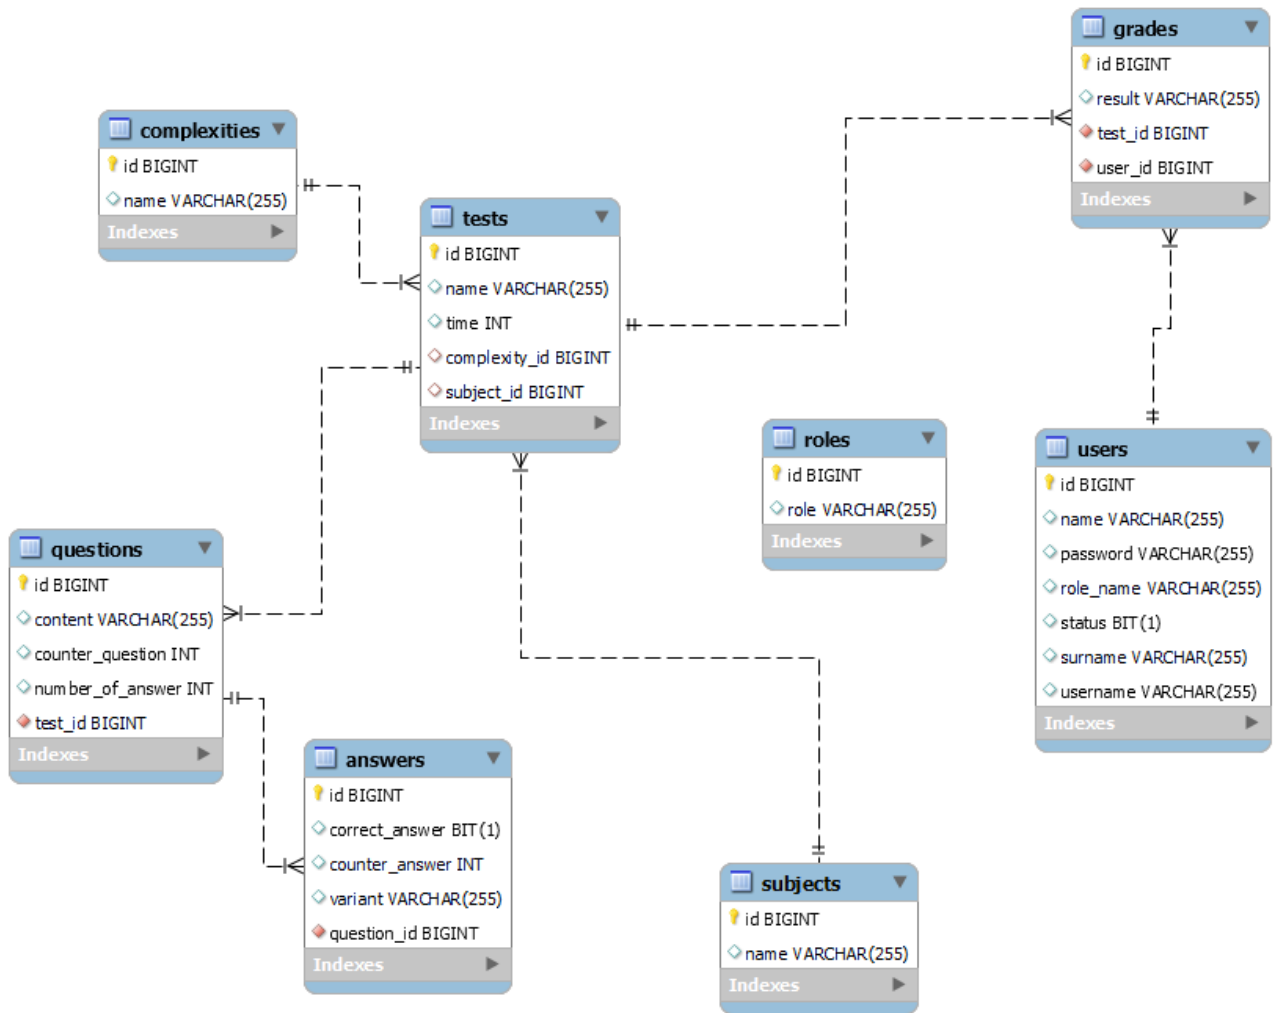 grades
id BIGINT
result VARCHAR(255)
test_id BIGINT
user_id BIGINT
Indexes
complexities
id BIGINT
name VARCHAR(255)
Indexes
tests
id BIGINT
name VARCHAR(255)
time INT
complexity_id BIGINT
subject_id BIGINT
Indexes
roles
id BIGINT
role VARCHAR(255)
Indexes
users
id BIGINT
name VARCHAR(255)
password VARCHAR(255)
role_name VARCHAR(255)
status BIT(1)
surname VARCHAR(255)
username VARCHAR(255)
Indexes
questions
id BIGINT
content VARCHAR(255)
counter_question INT
number_of_answer INT
test_id BIGINT
Indexes
answers
id BIGINT
correct_answer BIT(1)
counter_answer INT
variant VARCHAR(255)
question_id BIGINT
Indexes
subjects
id BIGINT
name VARCHAR(255)
Indexes